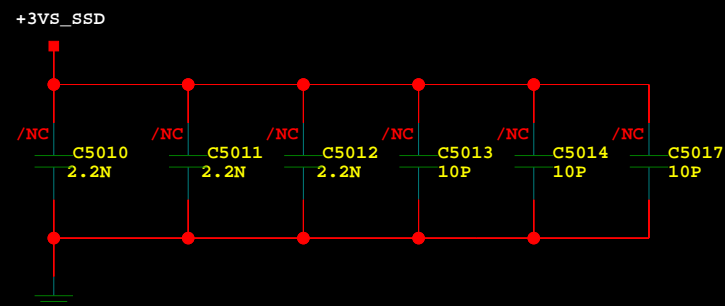 +3VS_SSD
/NC /NC /NC /NC /NC /NC
C5010 C5011 C5012 C5013 C5014 C5017
2.2N 2.2N 2.2N 10P 10P 10P